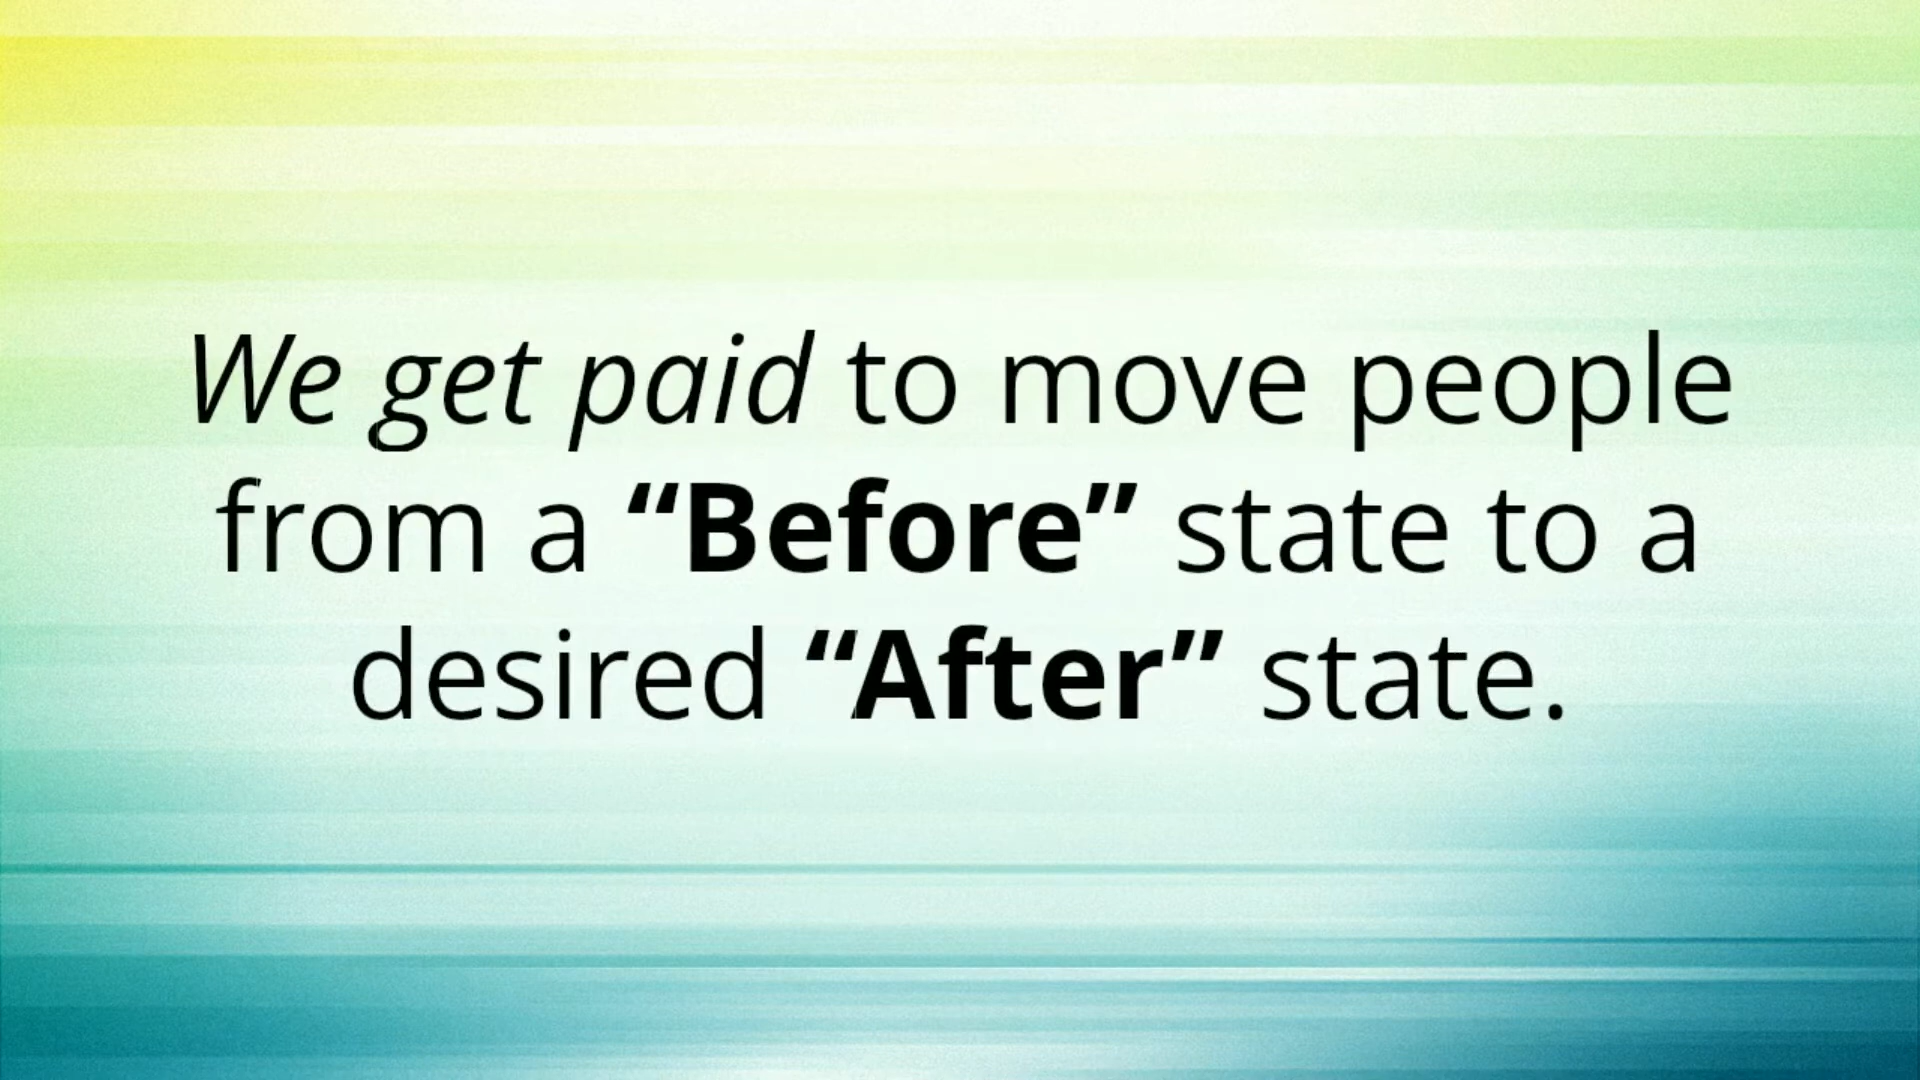 We get paid to move people
from a “Before” state to a
desired “After” state.